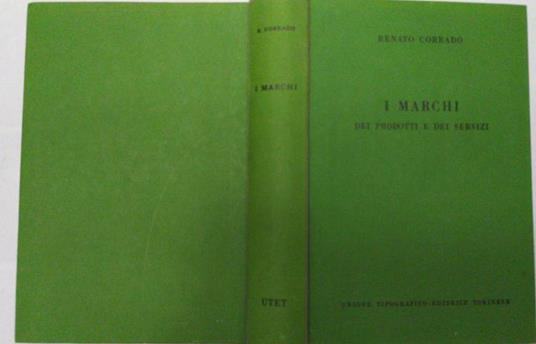 R. CORRADO
I MARCHI
UTET
RENATO CORRADO
I MARCHI
DEI PRODOTTI E DEI SERVIZI
UNIONE TIPOGRAFICO-EDITRICE TORINESE